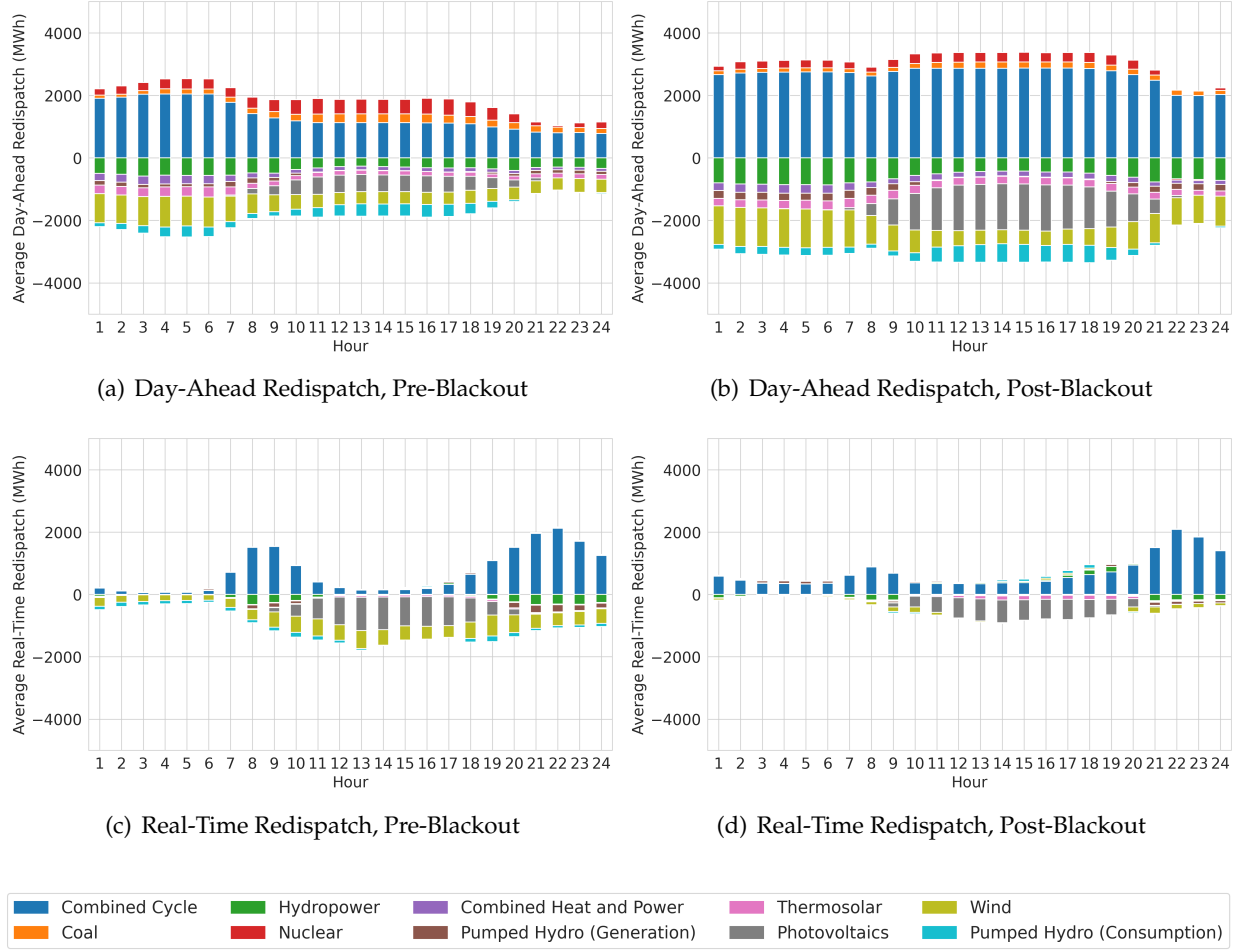 Average Day-Ahead Redispatch (MWh)
4000
2000
0
−2000
−4000
1 2 3 4 5 6 7 8 9 10 11 12 13 14 15 16 17 18 19 20 21 22 23 24
Hour
(a) Day-Ahead Redispatch, Pre-Blackout
Average Day-Ahead Redispatch (MWh)
4000
2000
0
−2000
−4000
1 2 3 4 5 6 7 8 9 10 11 12 13 14 15 16 17 18 19 20 21 22 23 24
Hour
(b) Day-Ahead Redispatch, Post-Blackout
Average Real-Time Redispatch (MWh)
4000
2000
0
−2000
−4000
1 2 3 4 5 6 7 8 9 10 11 12 13 14 15 16 17 18 19 20 21 22 23 24
Hour
(c) Real-Time Redispatch, Pre-Blackout
Average Real-Time Redispatch (MWh)
4000
2000
0
−2000
−4000
1 2 3 4 5 6 7 8 9 10 11 12 13 14 15 16 17 18 19 20 21 22 23 24
Hour
(d) Real-Time Redispatch, Post-Blackout
Combined Cycle Hydropower Combined Heat and Power Thermosolar Wind
Coal Nuclear Pumped Hydro (Generation) Photovoltaics Pumped Hydro (Consumption)